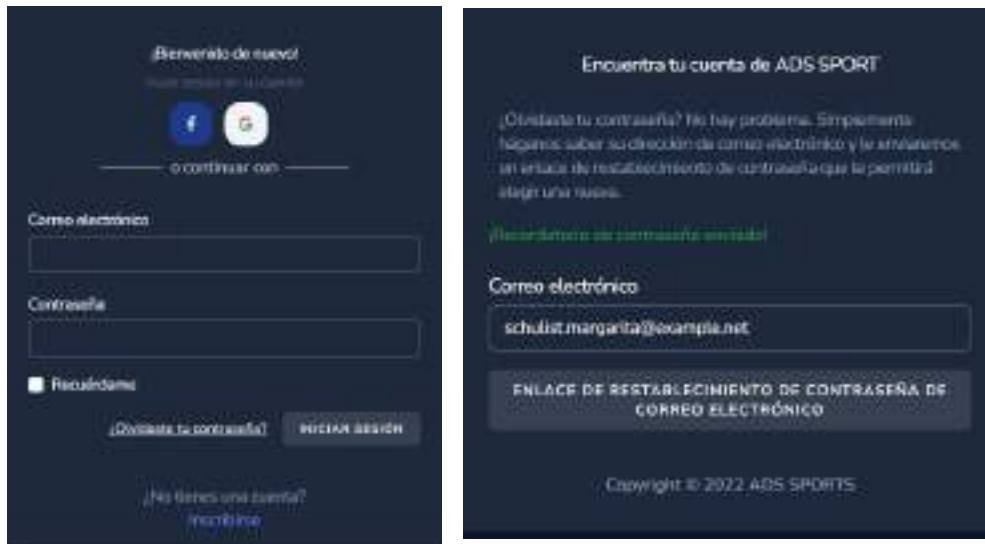 ¡Bienvenido de nuevo!
f
G
o continuar con
Correo electrónico
Contraseña
Recuérdame
¿Olvidaste tu contraseña?
INICIAR SESIÓN
¿No tienes una cuenta?
Inscribirse
Encuentra tu cuenta de ADS SPORT
¿Olvidaste tu contraseña? No hay problema. Simplemente
háganos saber su dirección de correo electrónico y le enviaremos
un enlace de restablecimiento de contraseña que le permitirá
elegir una nueva.
¡Recordatorio de contraseña enviado!
Correo electrónico
schulist.margarita@example.net
ENLACE DE RESTABLECIMIENTO DE CONTRASEÑA DE
CORREO ELECTRÓNICO
Copyright © 2022 ADS SPORTS